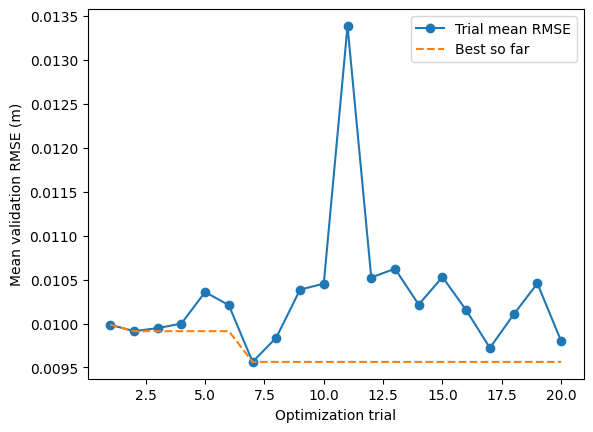 Trial mean RMSE
Best so far
Mean validation RMSE (m)
0.0135
0.0130
0.0125
0.0120
0.0115
0.0110
0.0105
0.0100
0.0095
2.5 5.0 7.5 10.0 12.5 15.0 17.5 20.0
Optimization trial